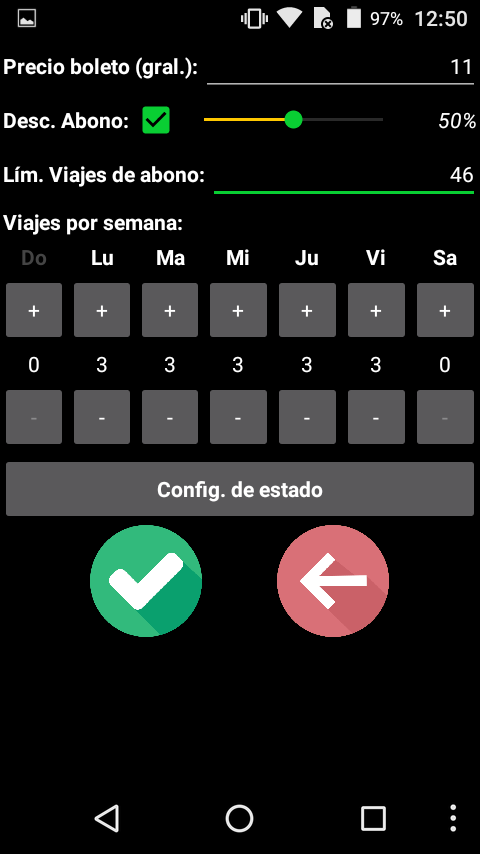 97% 12:50
Precio boleto (gral.): 11
Desc. Abono: 50%
Lím. Viajes de abono: 46
Viajes por semana:
Do Lu Ma Mi Ju Vi Sa
+ + + + + + +
0 3 3 3 3 3 0
- - - - - - -
Config. de estado